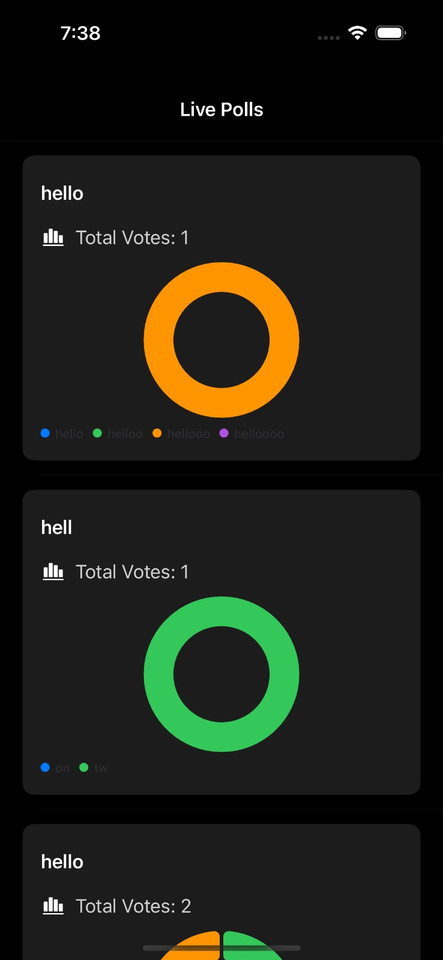 7:38
Live Polls
hello
Total Votes: 1
hello helloo hellooo helloooo
hell
Total Votes: 1
on tw
hello
Total Votes: 2